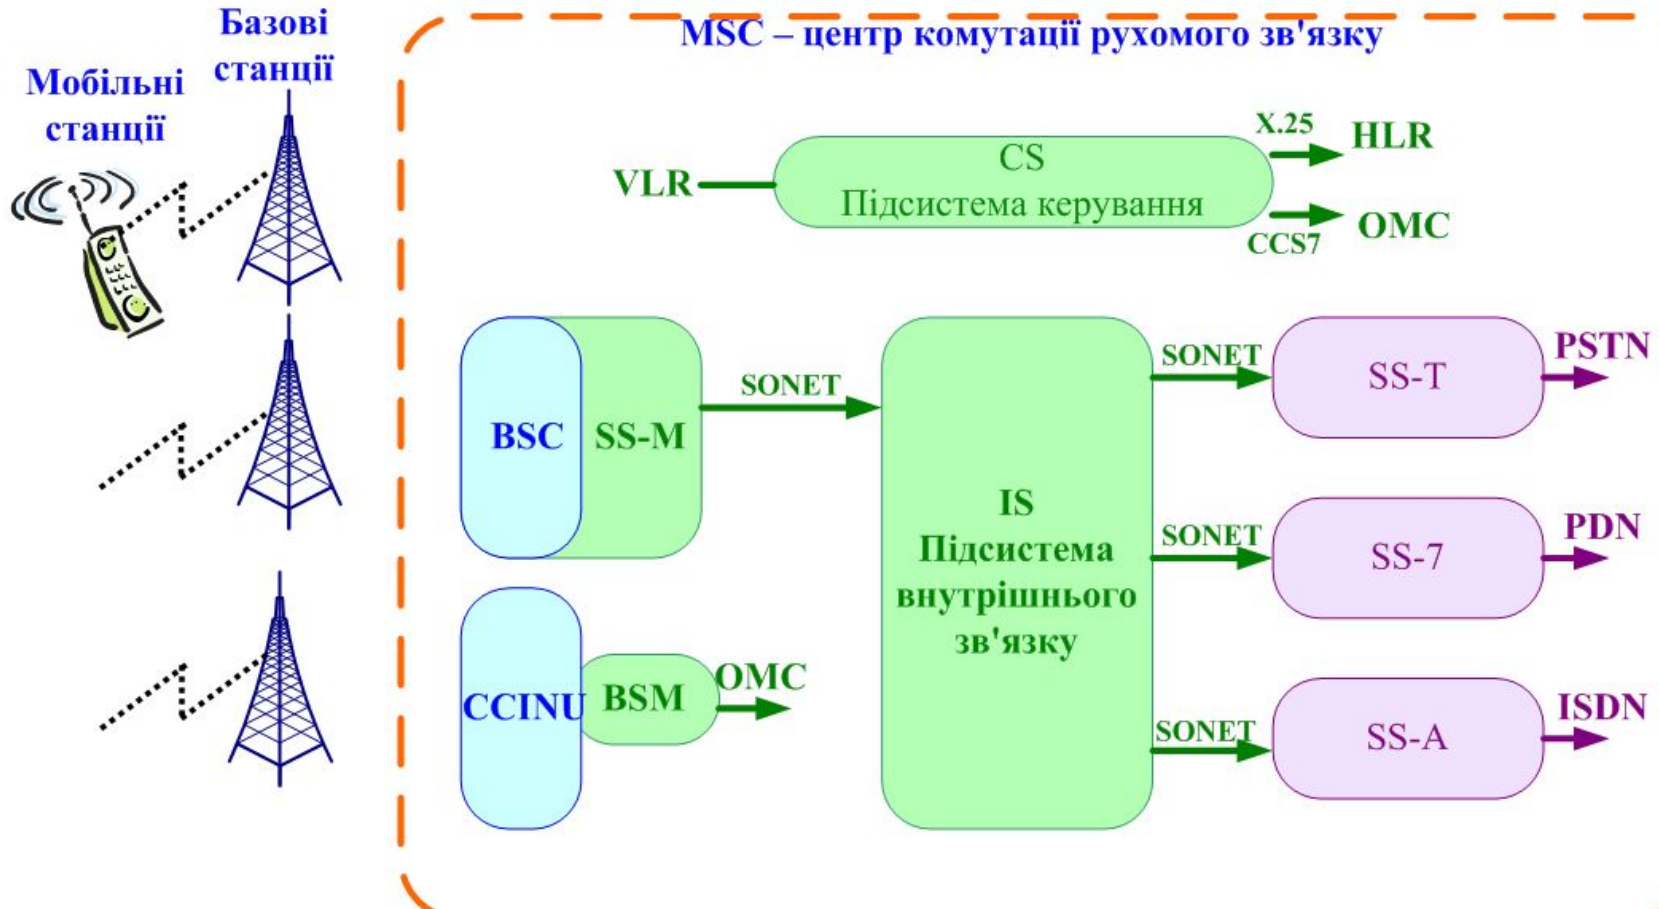 Базові
станції
Мобільні
станції
MSC – центр комутації рухомого зв'язку
X.25
HLR
CS
VLR
Підсистема керування
OMC
CCS7
BSC
SS-M
SONET
IS
Підсистема
внутрішнього
зв'язку
SONET
SS-T
PSTN
SONET
SS-7
PDN
CCINU
BSM
OMC
SONET
SS-A
ISDN